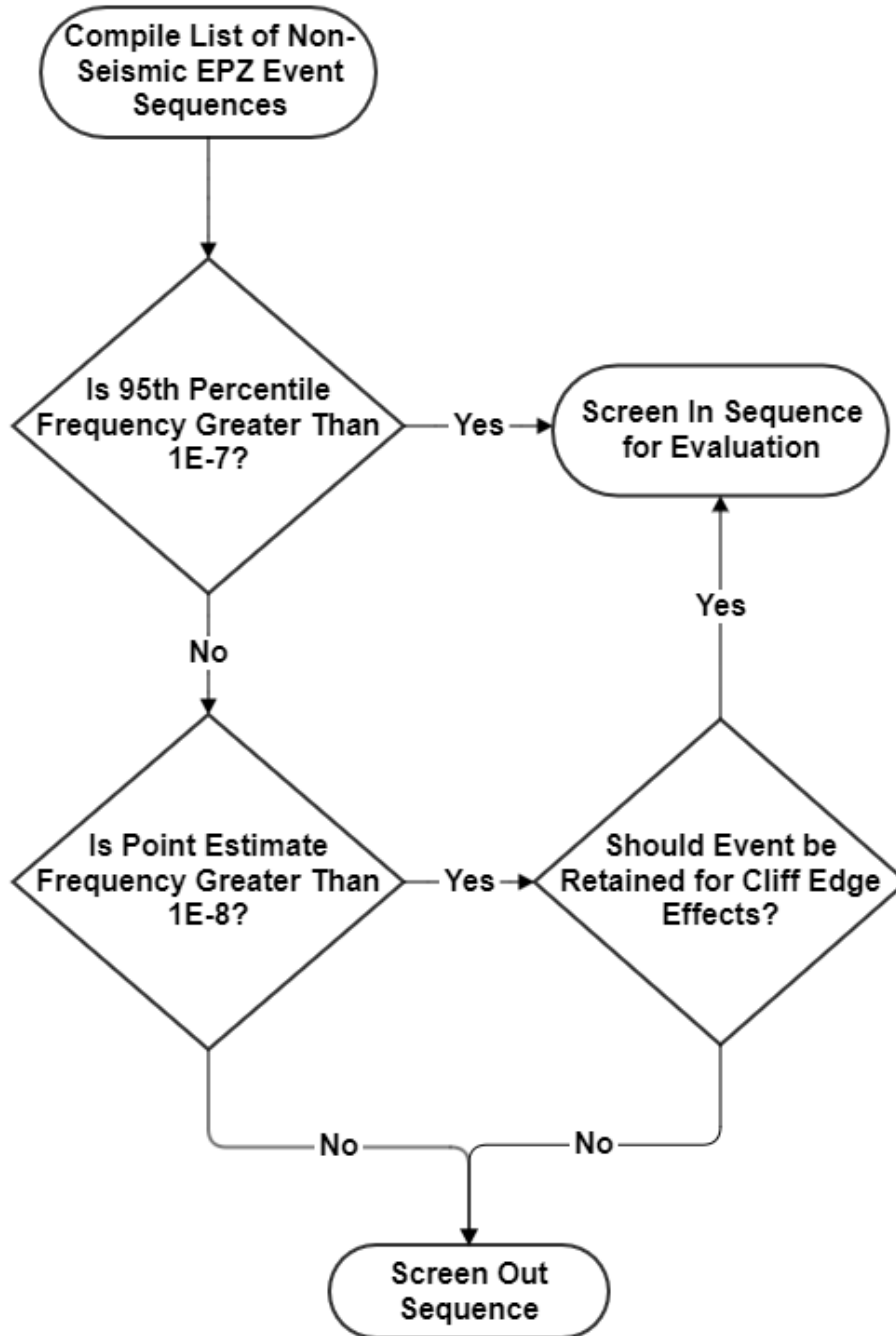 Compile List of Non-
Seismic EPZ Event
Sequences
Is 95th Percentile
Frequency Greater Than
1E-7?
Yes
Screen In Sequence
for Evaluation
Yes
No
Is Point Estimate
Frequency Greater Than
1E-8?
Yes
Should Event be
Retained for Cliff Edge
Effects?
No
No
Screen Out
Sequence